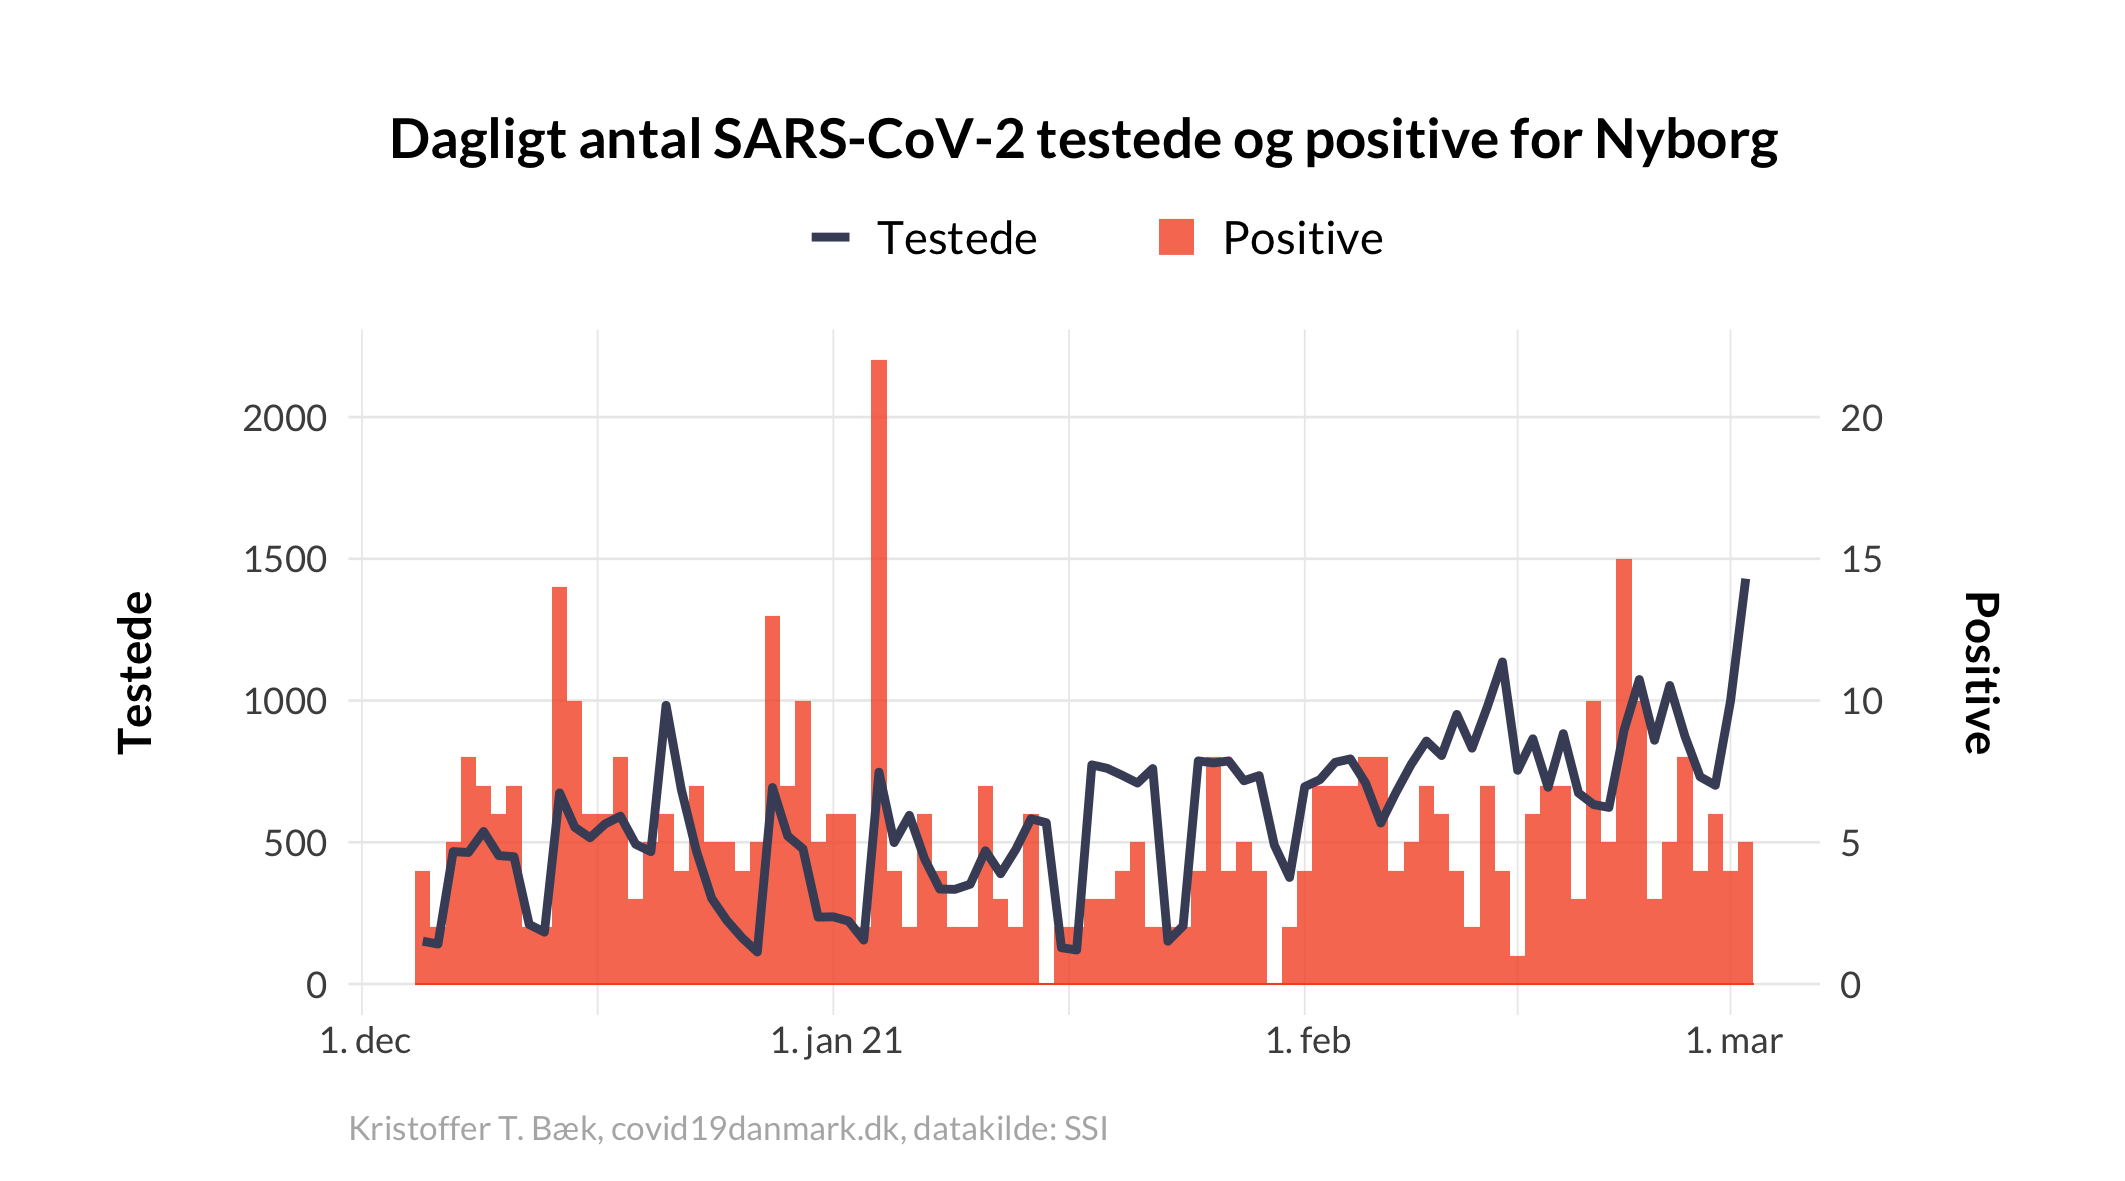 Dagligt antal SARS-CoV-2 testede og positive for Nyborg
Testede
Positive
Testede
2000
1500
1000
500
0
20
15
10
5
0
Positive
1. dec
1. jan 21
1. feb
1. mar
Kristoffer T. Bæk, covid19danmark.dk, datakilde: SSI